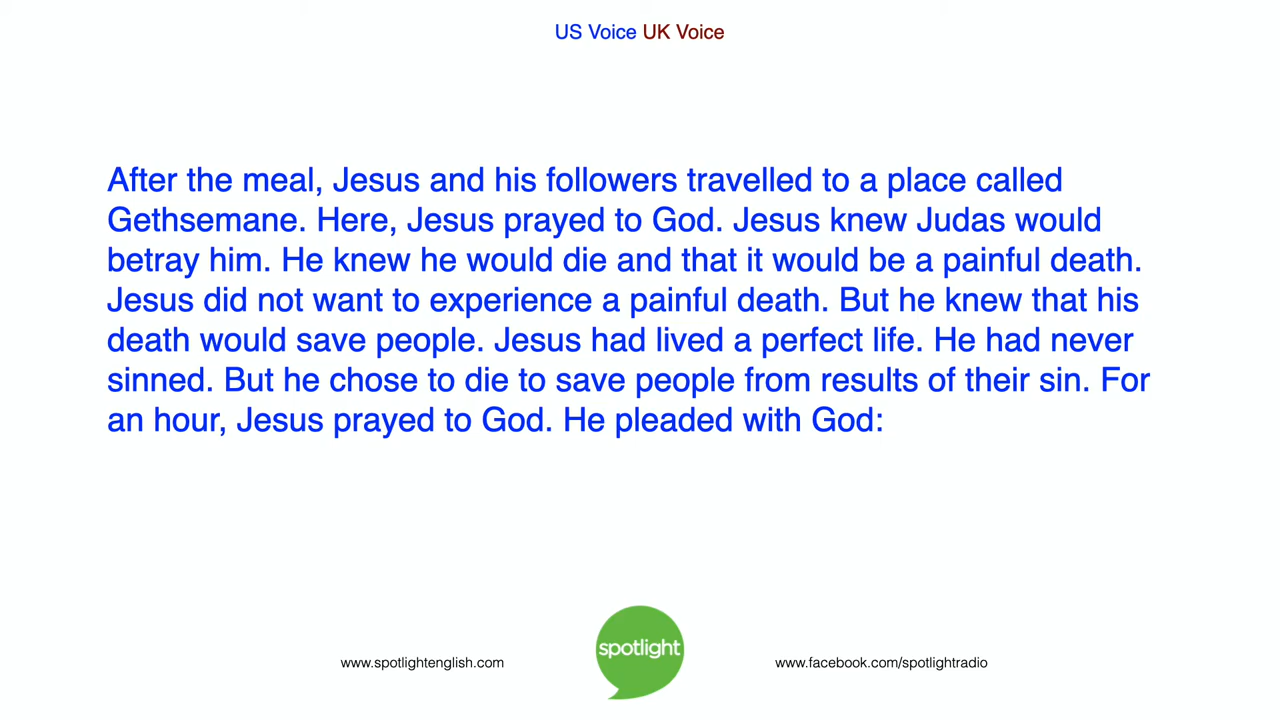 US Voice UK Voice
After the meal, Jesus and his followers travelled to a place called
Gethsemane. Here, Jesus prayed to God. Jesus knew Judas would
betray him. He knew he would die and that it would be a painful death.
Jesus did not want to experience a painful death. But he knew that his
death would save people. Jesus had lived a perfect life. He had never
sinned. But he chose to die to save people from results of their sin. For
an hour, Jesus prayed to God. He pleaded with God:
www.spotlightenglish.com
spotlight
www.facebook.com/spotlightradio